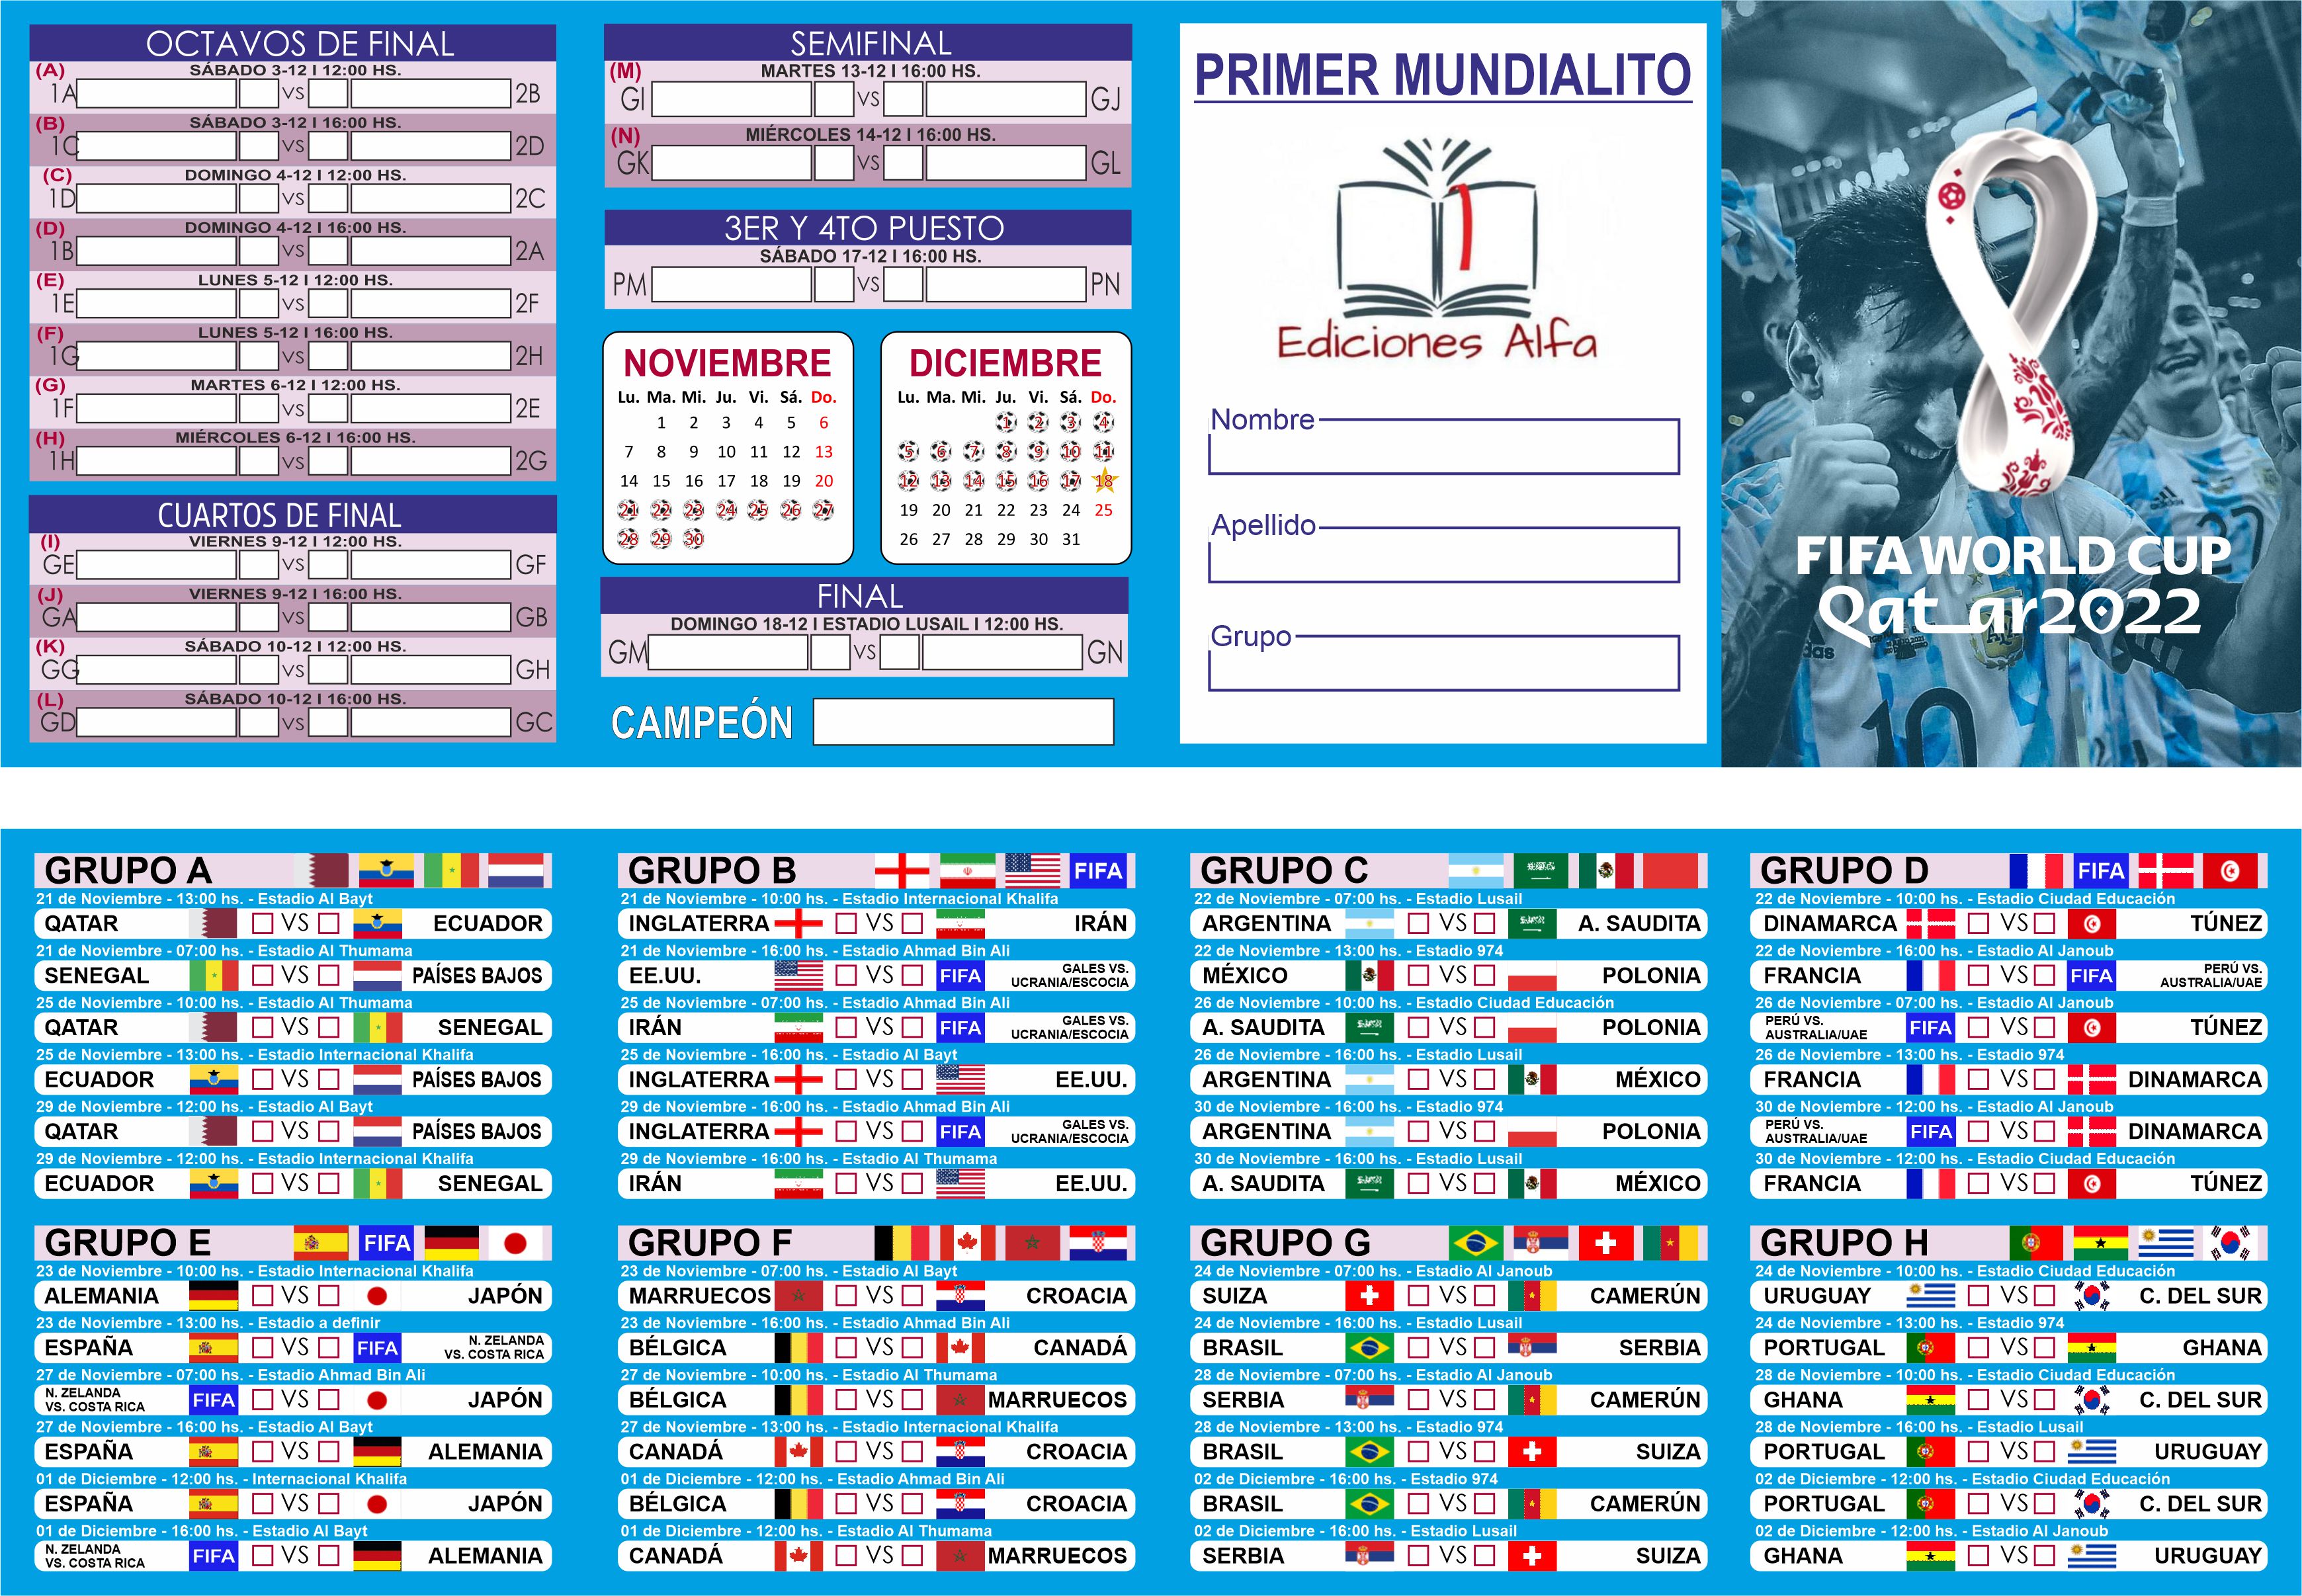 OCTAVOS DE FINAL
(A) SÁBADO 3-12 I 12:00 HS.
1A VS 2B
(B) SÁBADO 3-12 I 16:00 HS.
1C VS 2D
(C) DOMINGO 4-12 I 12:00 HS.
1D VS 2C
(D) DOMINGO 4-12 I 16:00 HS.
1B VS 2A
(E) LUNES 5-12 I 12:00 HS.
1E VS 2F
(F) LUNES 5-12 I 16:00 HS.
1G VS 2H
(G) MARTES 6-12 I 12:00 HS.
1F VS 2E
(H) MIÉRCOLES 6-12 I 16:00 HS.
1H VS 2G
CUARTOS DE FINAL
(I) VIERNES 9-12 I 12:00 HS.
GE VS GF
(J) VIERNES 9-12 I 16:00 HS.
GA VS GB
(K) SÁBADO 10-12 I 12:00 HS.
GG VS GH
(L) SÁBADO 10-12 I 16:00 HS.
GD VS GC
SEMIFINAL
(M) MARTES 13-12 I 16:00 HS.
GI VS GJ
(N) MIÉRCOLES 14-12 I 16:00 HS.
GK VS GL
3ER Y 4TO PUESTO
SÁBADO 17-12 I 16:00 HS.
PM VS PN
NOVIEMBRE
Lu. Ma. Mi. Ju. Vi. Sá. Do.
1 2 3 4 5 6
7 8 9 10 11 12 13
14 15 16 17 18 19 20
21 22 23 24 25 26 27
28 29 30
DICIEMBRE
Lu. Ma. Mi. Ju. Vi. Sá. Do.
1 2 3 4
5 6 7 8 9 10 11
12 13 14 15 16 17 18
19 20 21 22 23 24 25
26 27 28 29 30 31
FINAL
DOMINGO 18-12 I ESTADIO LUSAIL I 12:00 HS.
GM VS GN
CAMPEÓN
PRIMER MUNDIALITO
Ediciones Alfa
Nombre
Apellido
Grupo
FIFA WORLD CUP
Qatar2022
10
27
GRUPO A
21 de Noviembre - 13:00 hs. - Estadio Al Bayt
QATAR VS ECUADOR
21 de Noviembre - 07:00 hs. - Estadio Al Thumama
SENEGAL VS PAÍSES BAJOS
25 de Noviembre - 10:00 hs. - Estadio Al Thumama
QATAR VS SENEGAL
25 de Noviembre - 13:00 hs. - Estadio Internacional Khalifa
ECUADOR VS PAÍSES BAJOS
29 de Noviembre - 12:00 hs. - Estadio Al Bayt
QATAR VS PAÍSES BAJOS
29 de Noviembre - 12:00 hs. - Estadio Internacional Khalifa
ECUADOR VS SENEGAL
GRUPO B FIFA
21 de Noviembre - 10:00 hs. - Estadio Internacional Khalifa
INGLATERRA VS IRÁN
21 de Noviembre - 16:00 hs. - Estadio Ahmad Bin Ali
EE.UU. VS FIFA GALES VS.
UCRANIA/ESCOCIA
25 de Noviembre - 07:00 hs. - Estadio Ahmad Bin Ali
IRÁN VS FIFA GALES VS.
UCRANIA/ESCOCIA
25 de Noviembre - 16:00 hs. - Estadio Al Bayt
INGLATERRA VS EE.UU.
29 de Noviembre - 16:00 hs. - Estadio Ahmad Bin Ali
INGLATERRA VS FIFA GALES VS.
UCRANIA/ESCOCIA
29 de Noviembre - 16:00 hs. - Estadio Al Thumama
IRÁN VS EE.UU.
GRUPO C
22 de Noviembre - 07:00 hs. - Estadio Lusail
ARGENTINA VS A. SAUDITA
22 de Noviembre - 13:00 hs. - Estadio 974
MÉXICO VS POLONIA
26 de Noviembre - 10:00 hs. - Estadio Ciudad Educación
A. SAUDITA VS POLONIA
26 de Noviembre - 16:00 hs. - Estadio Lusail
ARGENTINA VS MÉXICO
30 de Noviembre - 16:00 hs. - Estadio 974
ARGENTINA VS POLONIA
30 de Noviembre - 16:00 hs. - Estadio Lusail
A. SAUDITA VS MÉXICO
GRUPO D FIFA
22 de Noviembre - 10:00 hs. - Estadio Ciudad Educación
DINAMARCA VS TÚNEZ
22 de Noviembre - 16:00 hs. - Estadio Al Janoub
FRANCIA VS FIFA PERÚ VS.
AUSTRALIA/UAE
26 de Noviembre - 07:00 hs. - Estadio Al Janoub
PERÚ VS.
AUSTRALIA/UAE FIFA VS TÚNEZ
26 de Noviembre - 13:00 hs. - Estadio 974
FRANCIA VS DINAMARCA
30 de Noviembre - 12:00 hs. - Estadio Al Janoub
PERÚ VS.
AUSTRALIA/UAE FIFA VS DINAMARCA
30 de Noviembre - 12:00 hs. - Estadio Ciudad Educación
FRANCIA VS TÚNEZ
GRUPO E FIFA
23 de Noviembre - 10:00 hs. - Estadio Internacional Khalifa
ALEMANIA VS JAPÓN
23 de Noviembre - 13:00 hs. - Estadio a definir
ESPAÑA VS FIFA N. ZELANDA
VS. COSTA RICA
27 de Noviembre - 07:00 hs. - Estadio Ahmad Bin Ali
N. ZELANDA
VS. COSTA RICA FIFA VS JAPÓN
27 de Noviembre - 16:00 hs. - Estadio Al Bayt
ESPAÑA VS ALEMANIA
01 de Diciembre - 12:00 hs. - Internacional Khalifa
ESPAÑA VS JAPÓN
01 de Diciembre - 16:00 hs. - Estadio Al Bayt
N. ZELANDA
VS. COSTA RICA FIFA VS ALEMANIA
GRUPO F
23 de Noviembre - 07:00 hs. - Estadio Al Bayt
MARRUECOS VS CROACIA
23 de Noviembre - 16:00 hs. - Estadio Ahmad Bin Ali
BÉLGICA VS CANADÁ
27 de Noviembre - 10:00 hs. - Estadio Al Thumama
BÉLGICA VS MARRUECOS
27 de Noviembre - 13:00 hs. - Estadio Internacional Khalifa
CANADÁ VS CROACIA
01 de Diciembre - 12:00 hs. - Estadio Ahmad Bin Ali
BÉLGICA VS CROACIA
01 de Diciembre - 12:00 hs. - Estadio Al Thumama
CANADÁ VS MARRUECOS
GRUPO G
24 de Noviembre - 07:00 hs. - Estadio Al Janoub
SUIZA VS CAMERÚN
24 de Noviembre - 16:00 hs. - Estadio Lusail
BRASIL VS SERBIA
28 de Noviembre - 07:00 hs. - Estadio Al Janoub
SERBIA VS CAMERÚN
28 de Noviembre - 13:00 hs. - Estadio 974
BRASIL VS SUIZA
02 de Diciembre - 16:00 hs. - Estadio 974
BRASIL VS CAMERÚN
02 de Diciembre - 16:00 hs. - Estadio Lusail
SERBIA VS SUIZA
GRUPO H
24 de Noviembre - 10:00 hs. - Estadio Ciudad Educación
URUGUAY VS C. DEL SUR
24 de Noviembre - 13:00 hs. - Estadio 974
PORTUGAL VS GHANA
28 de Noviembre - 10:00 hs. - Estadio Ciudad Educación
GHANA VS C. DEL SUR
28 de Noviembre - 16:00 hs. - Estadio Lusail
PORTUGAL VS URUGUAY
02 de Diciembre - 12:00 hs. - Estadio Ciudad Educación
PORTUGAL VS C. DEL SUR
02 de Diciembre - 12:00 hs. - Estadio Al Janoub
GHANA VS URUGUAY